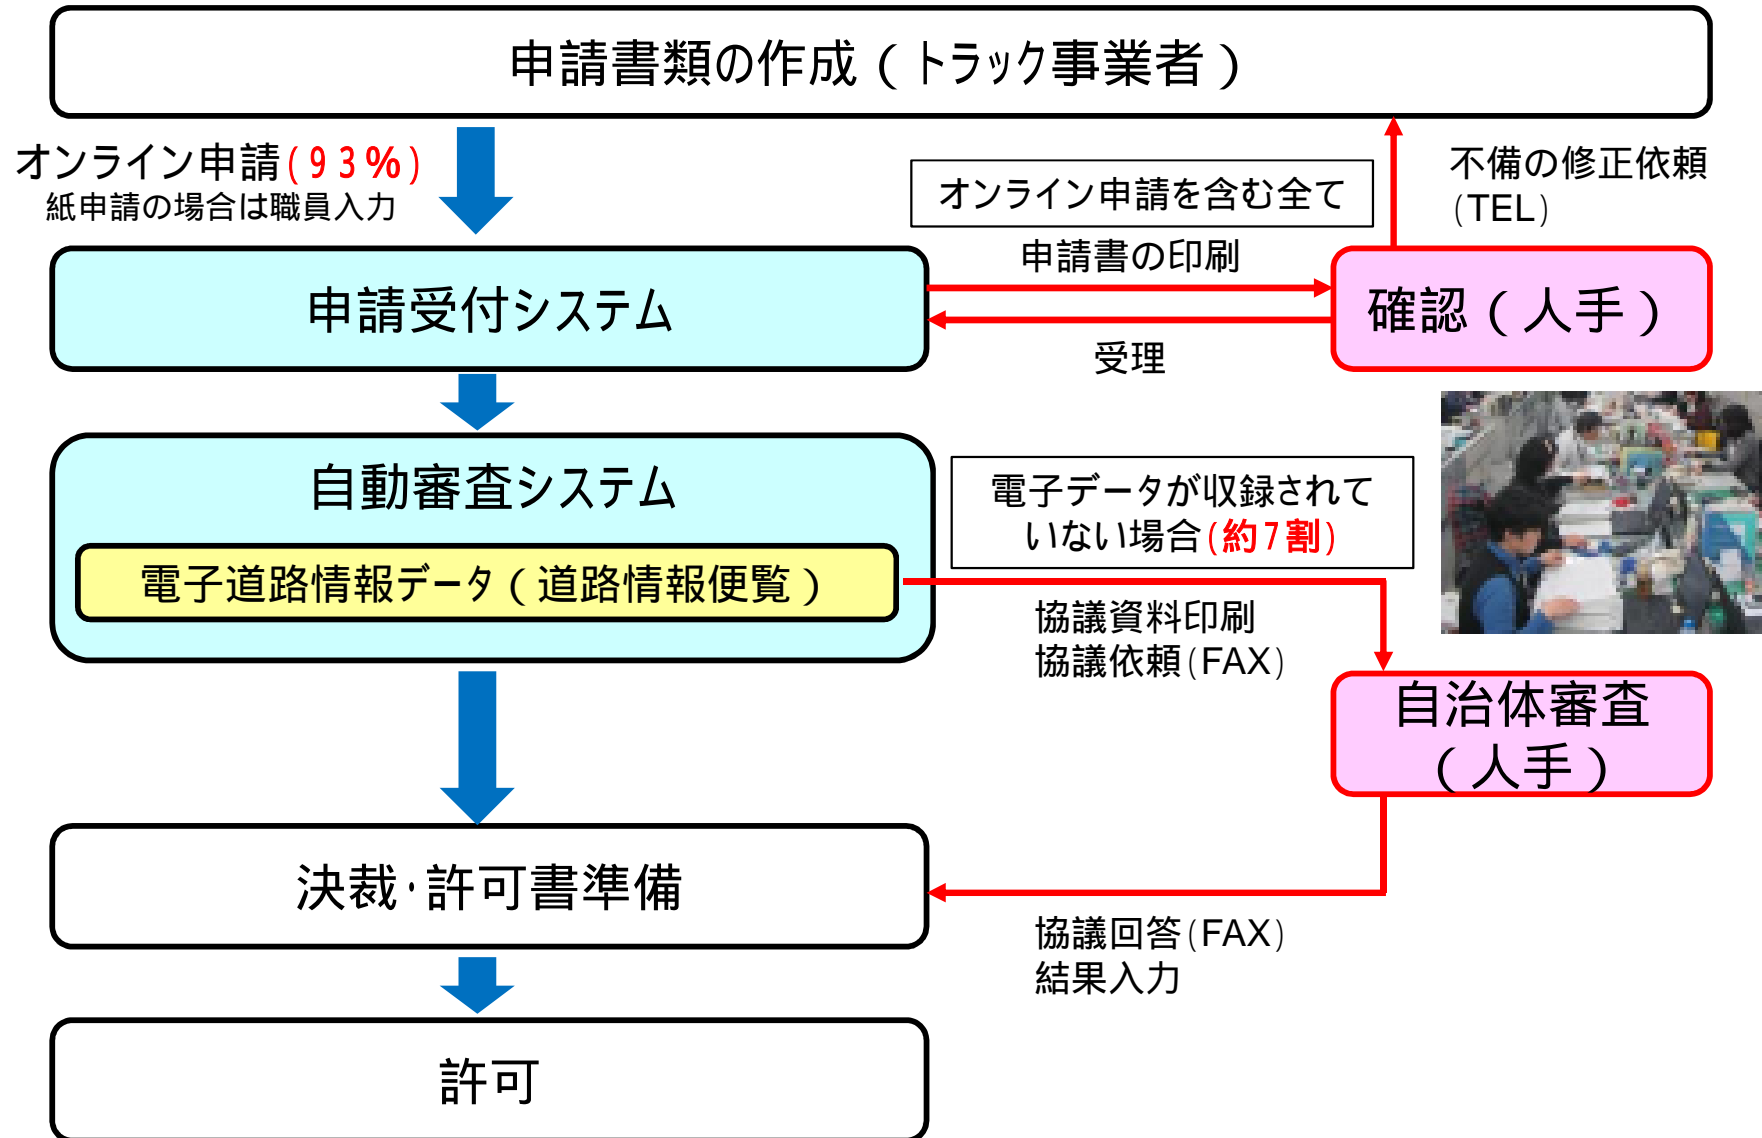 申請書類の作成（トラック事業者）
オンライン申請(９３%)
紙申請の場合は職員入力
オンライン申請を含む全て
不備の修正依頼
(TEL)
申請書の印刷
申請受付システム
確認（人手）
受理
自動審査システム
電子データが収録されて
いない場合(約7割)
電子道路情報データ（道路情報便覧）
協議資料印刷
協議依頼(FAX)
自治体審査
（人手）
決裁・許可書準備
協議回答(FAX)
結果入力
許可